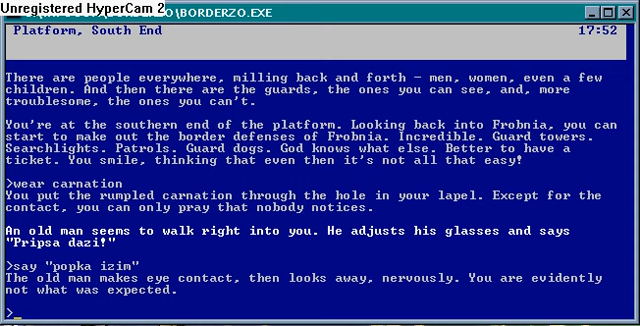 Unregistered HyperCam 2
\BORDERZO.EXE
Platform, South End 17:52
There are people everywhere, milling back and forth - men, women, even a few
children. And then there are the guards, the ones you can see, and, more
troublesome, the ones you can't.
You're at the southern end of the platform. Looking back into Frobnia, you can
start to make out the border defenses of Frobnia. Incredible. Guard towers.
Searchlights. Patrols. Guard dogs. God knows what else. Better to have a
ticket. You smile, thinking that even then it's not all that easy!
>wear carnation
You put the rumpled carnation through the hole in your lapel. Except for the
contact, you can only pray that nobody notices.
An old man seems to walk right into you. He adjusts his glasses and says
"Pripsa dazi!"
>say "popka izim"
The old man makes eye contact, then looks away, nervously. You are evidently
not what was expected.
>_